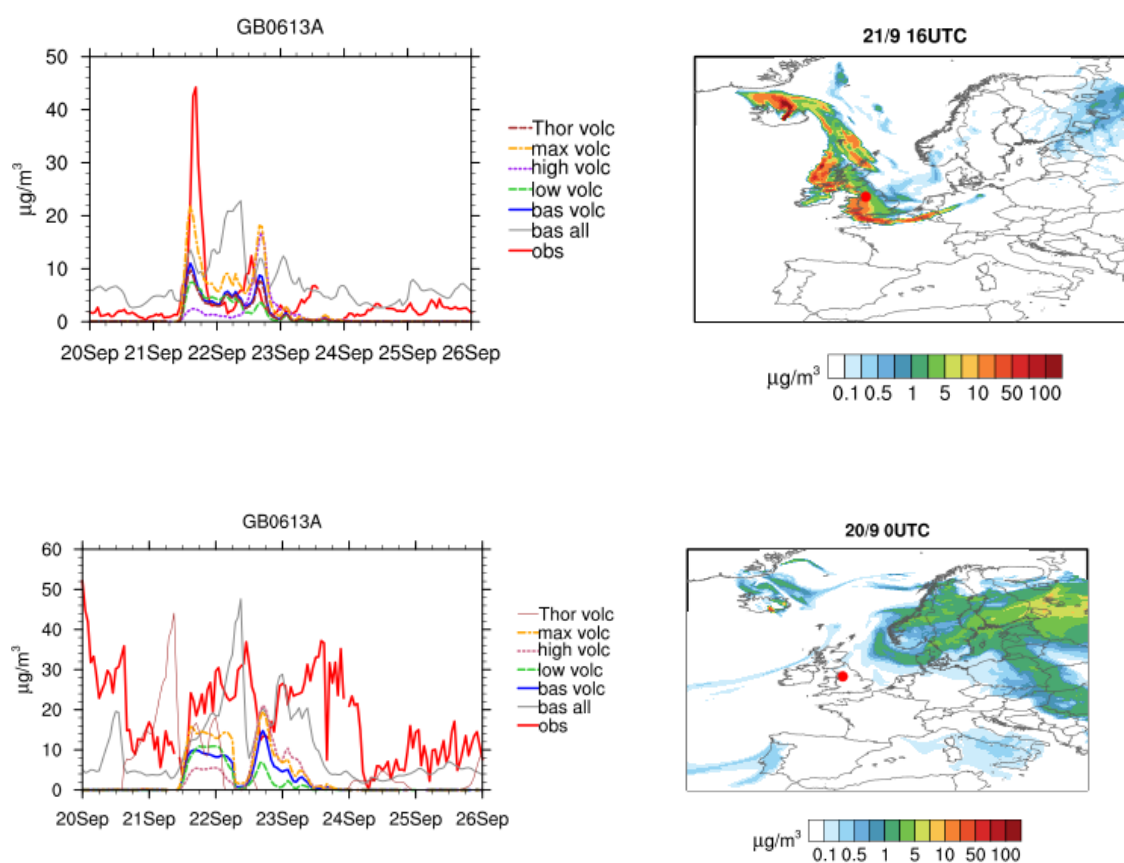 GB0613A
50
40
30
20
10
0
µg/m³
20Sep 21Sep 22Sep 23Sep 24Sep 25Sep 26Sep
Thor volc
max volc
high volc
low volc
bas volc
bas all
obs
21/9 16UTC
µg/m³
0.1 0.5 1 5 10 50 100
GB0613A
60
50
40
30
20
10
0
µg/m³
20Sep 21Sep 22Sep 23Sep 24Sep 25Sep 26Sep
Thor volc
max volc
high volc
low volc
bas volc
bas all
obs
20/9 0UTC
µg/m³
0.1 0.5 1 5 10 50 100